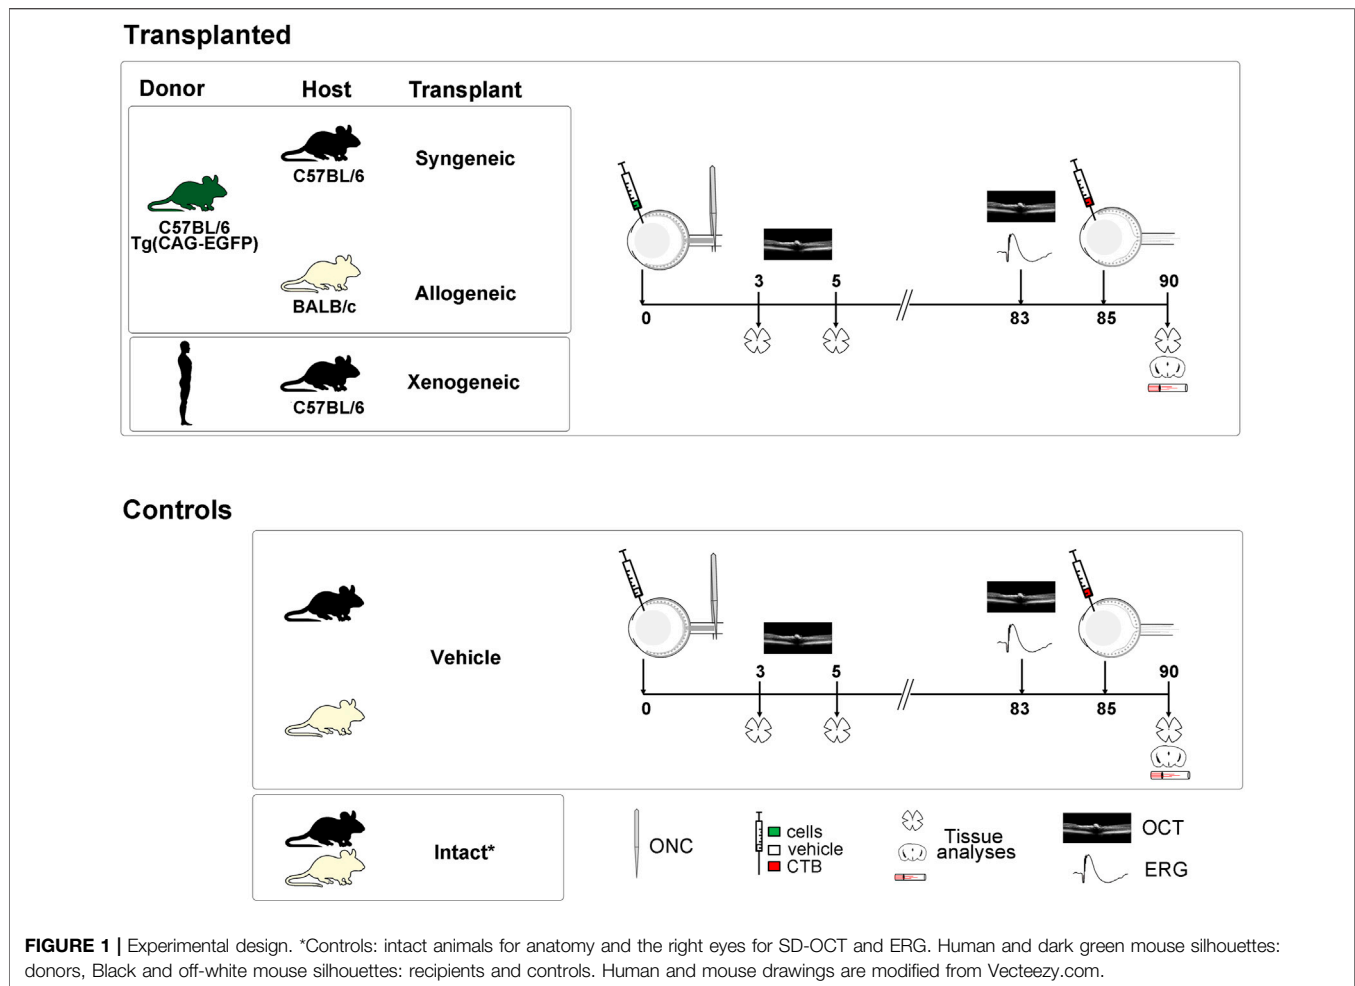 Transplanted
Donor Host Transplant
C57BL/6
Syngeneic
C57BL/6
Tg(CAG-EGFP)
BALB/c
Allogeneic
C57BL/6
Xenogeneic
3 5 90
0 83 85
Controls
Vehicle
3 5 90
0 83 85
Intact*
ONC
cells
vehicle
CTB
Tissue
analyses
OCT
ERG
FIGURE 1 | Experimental design. *Controls: intact animals for anatomy and the right eyes for SD-OCT and ERG. Human and dark green mouse silhouettes:
donors, Black and off-white mouse silhouettes: recipients and controls. Human and mouse drawings are modified from Vecteezy.com.